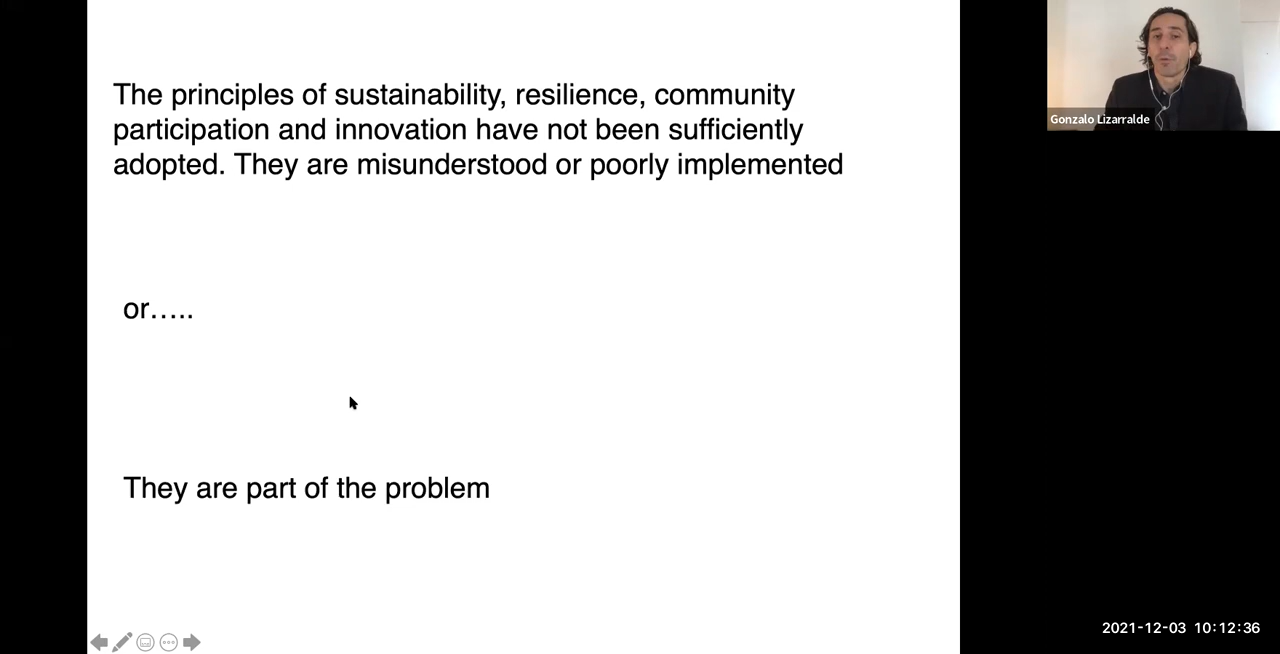 The principles of sustainability, resilience, community
participation and innovation have not been sufficiently
adopted. They are misunderstood or poorly implemented
or…..
They are part of the problem
Gonzalo Lizarralde
2021-12-03 10:12:36